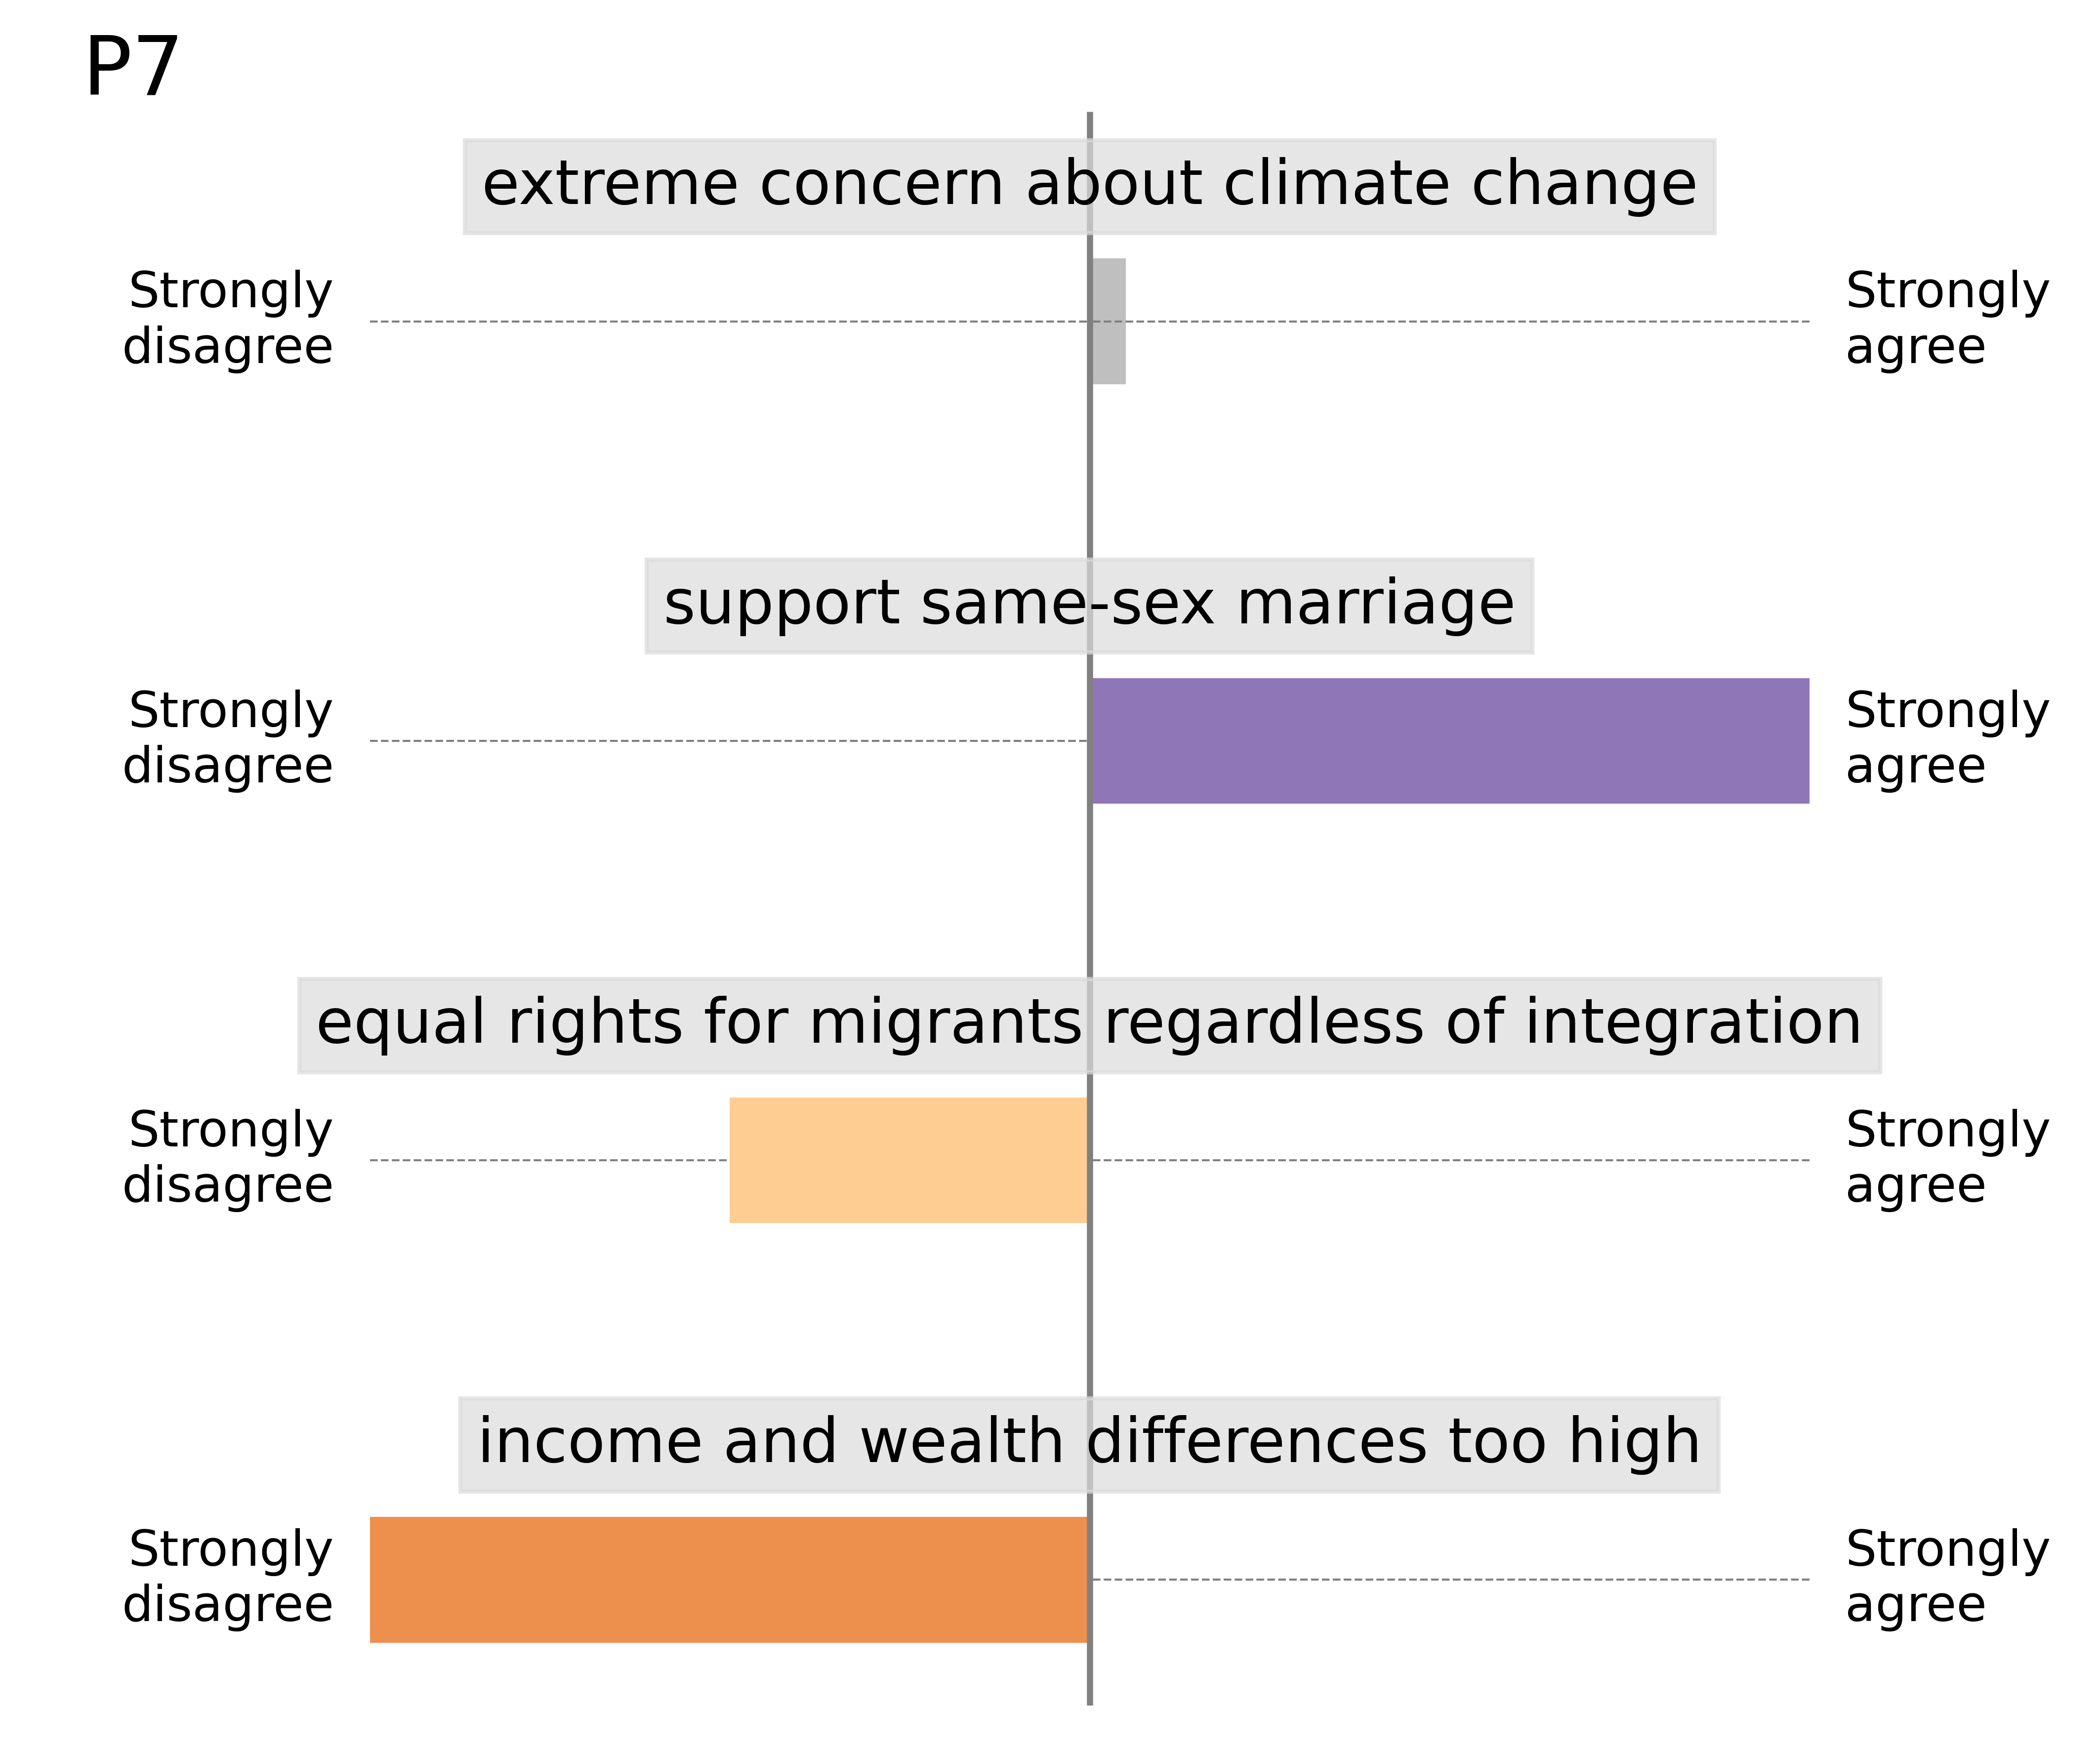 P7
extreme concern about climate change
Strongly
disagree
Strongly
agree
support same-sex marriage
Strongly
disagree
Strongly
agree
equal rights for migrants regardless of integration
Strongly
disagree
Strongly
agree
income and wealth differences too high
Strongly
disagree
Strongly
agree